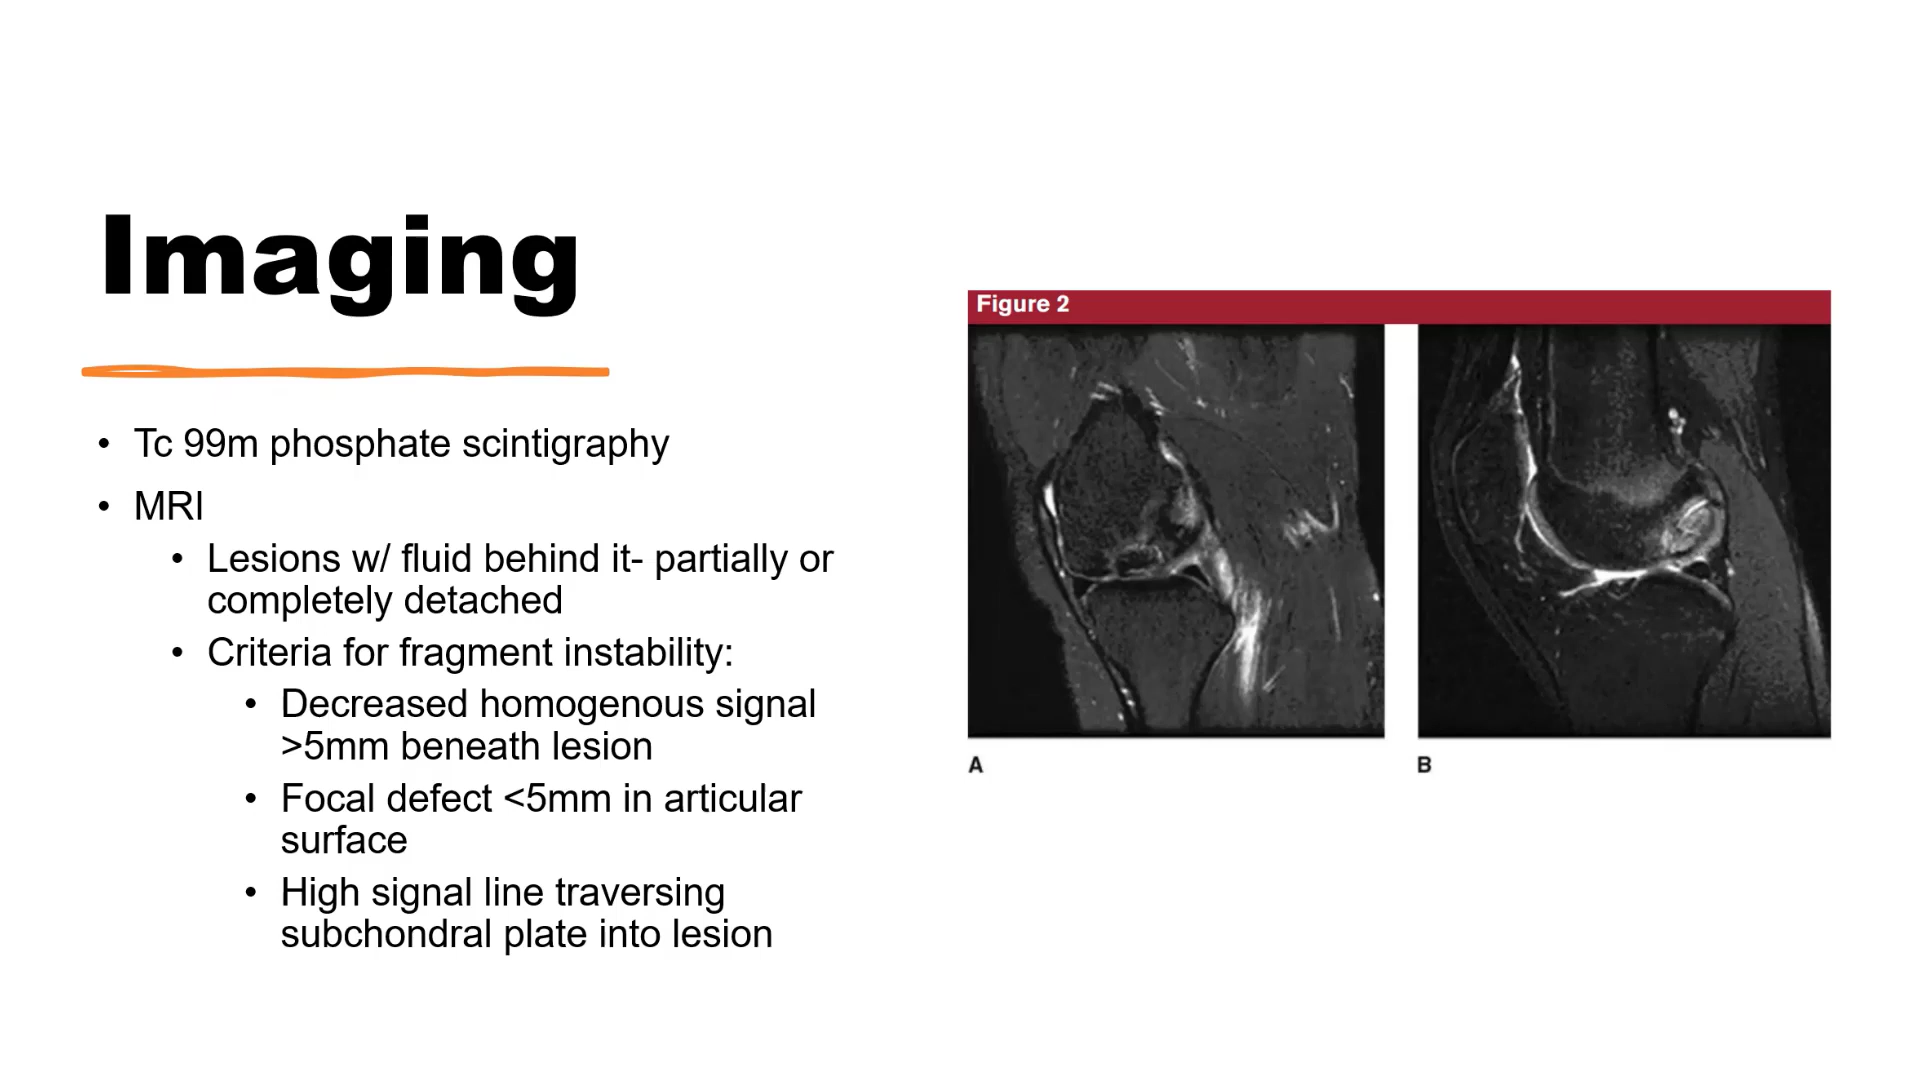 Imaging
• Tc 99m phosphate scintigraphy
• MRI
• Lesions w/ fluid behind it- partially or
completely detached
• Criteria for fragment instability:
• Decreased homogenous signal
>5mm beneath lesion
• Focal defect <5mm in articular
surface
• High signal line traversing
subchondral plate into lesion
Figure 2
A
B